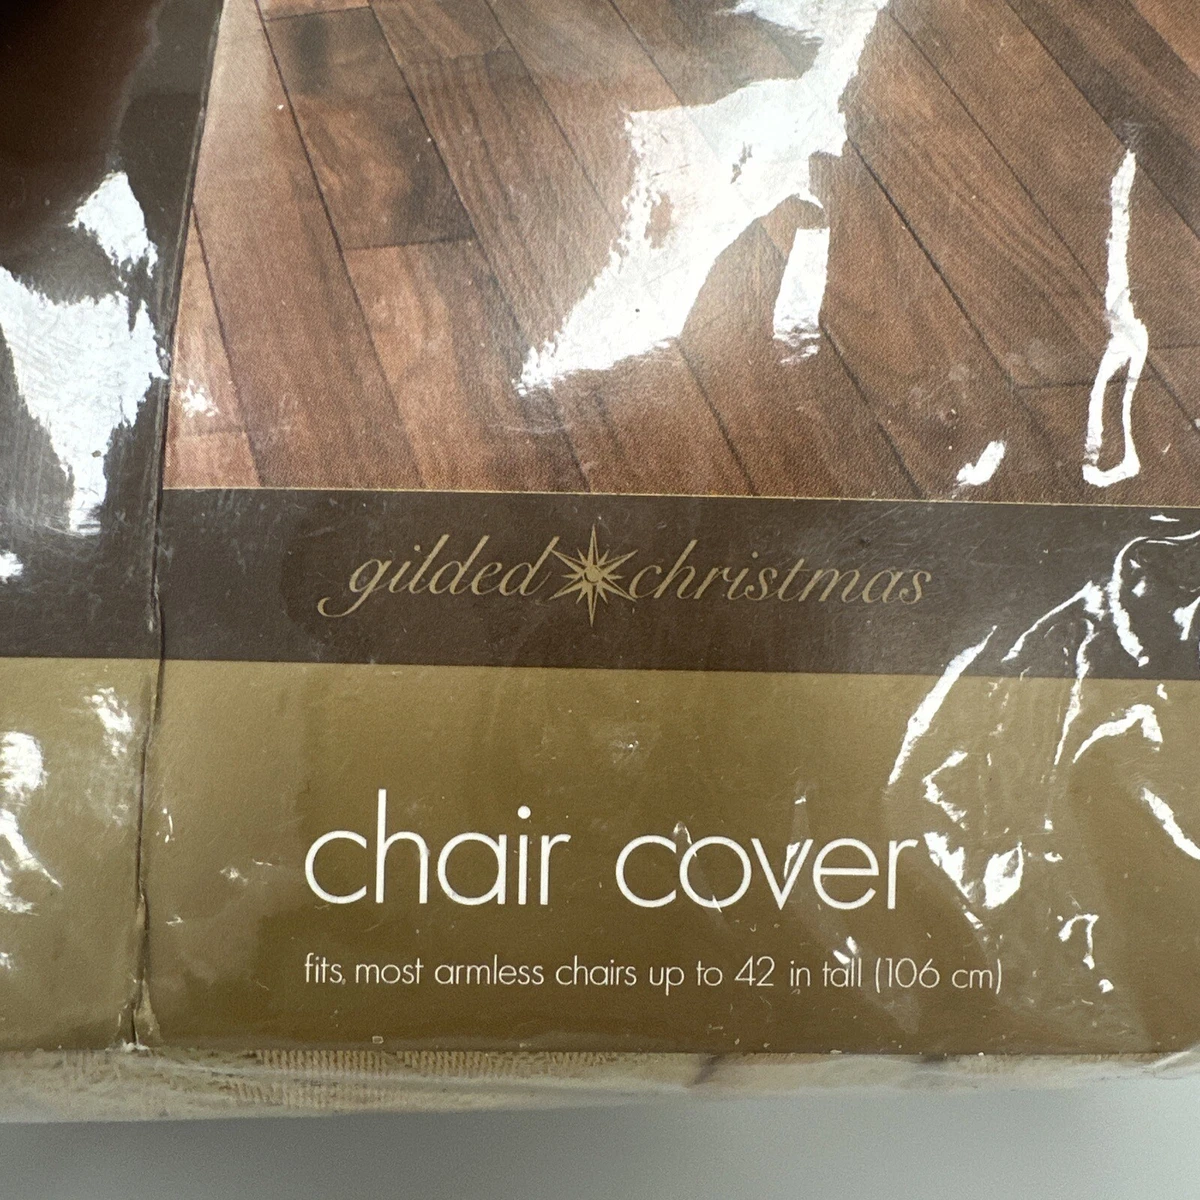 gilded christmas
chair cover
fits most armless chairs up to 42 in tall (106 cm)